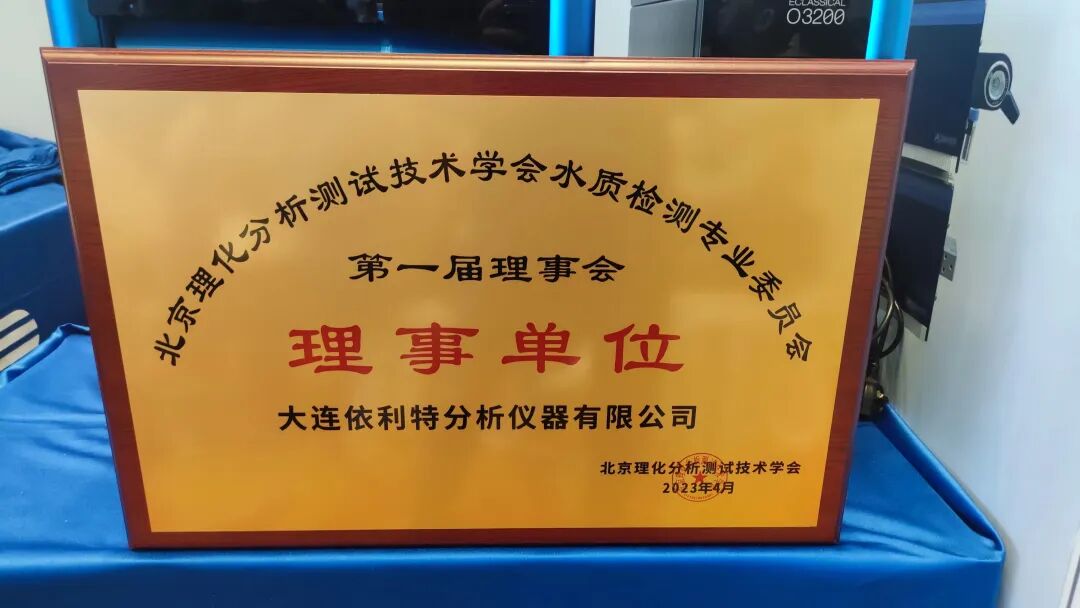 ECLASSICAL
O3200
北京理化分析测试技术学会水质检测专业委员会
第一届理事会
理事单位
大连依利特分析仪器有限公司
北京理化分析测试技术学会
2023年4月